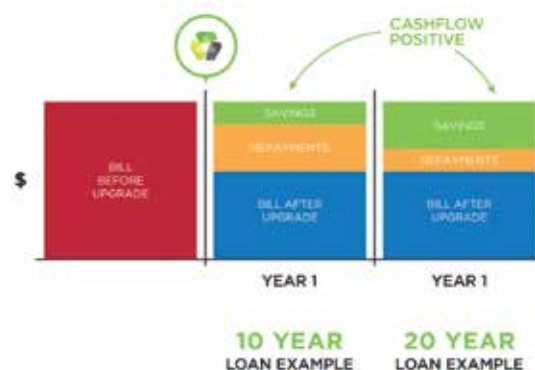 CASHFLOW
POSITIVE
$
BILL
BEFORE
UPGRADE
SAVINGS
REPAYMENTS
BILL AFTER
UPGRADE
SAVINGS
REPAYMENTS
BILL AFTER
UPGRADE
YEAR 1
YEAR 1
10 YEAR
LOAN EXAMPLE
20 YEAR
LOAN EXAMPLE